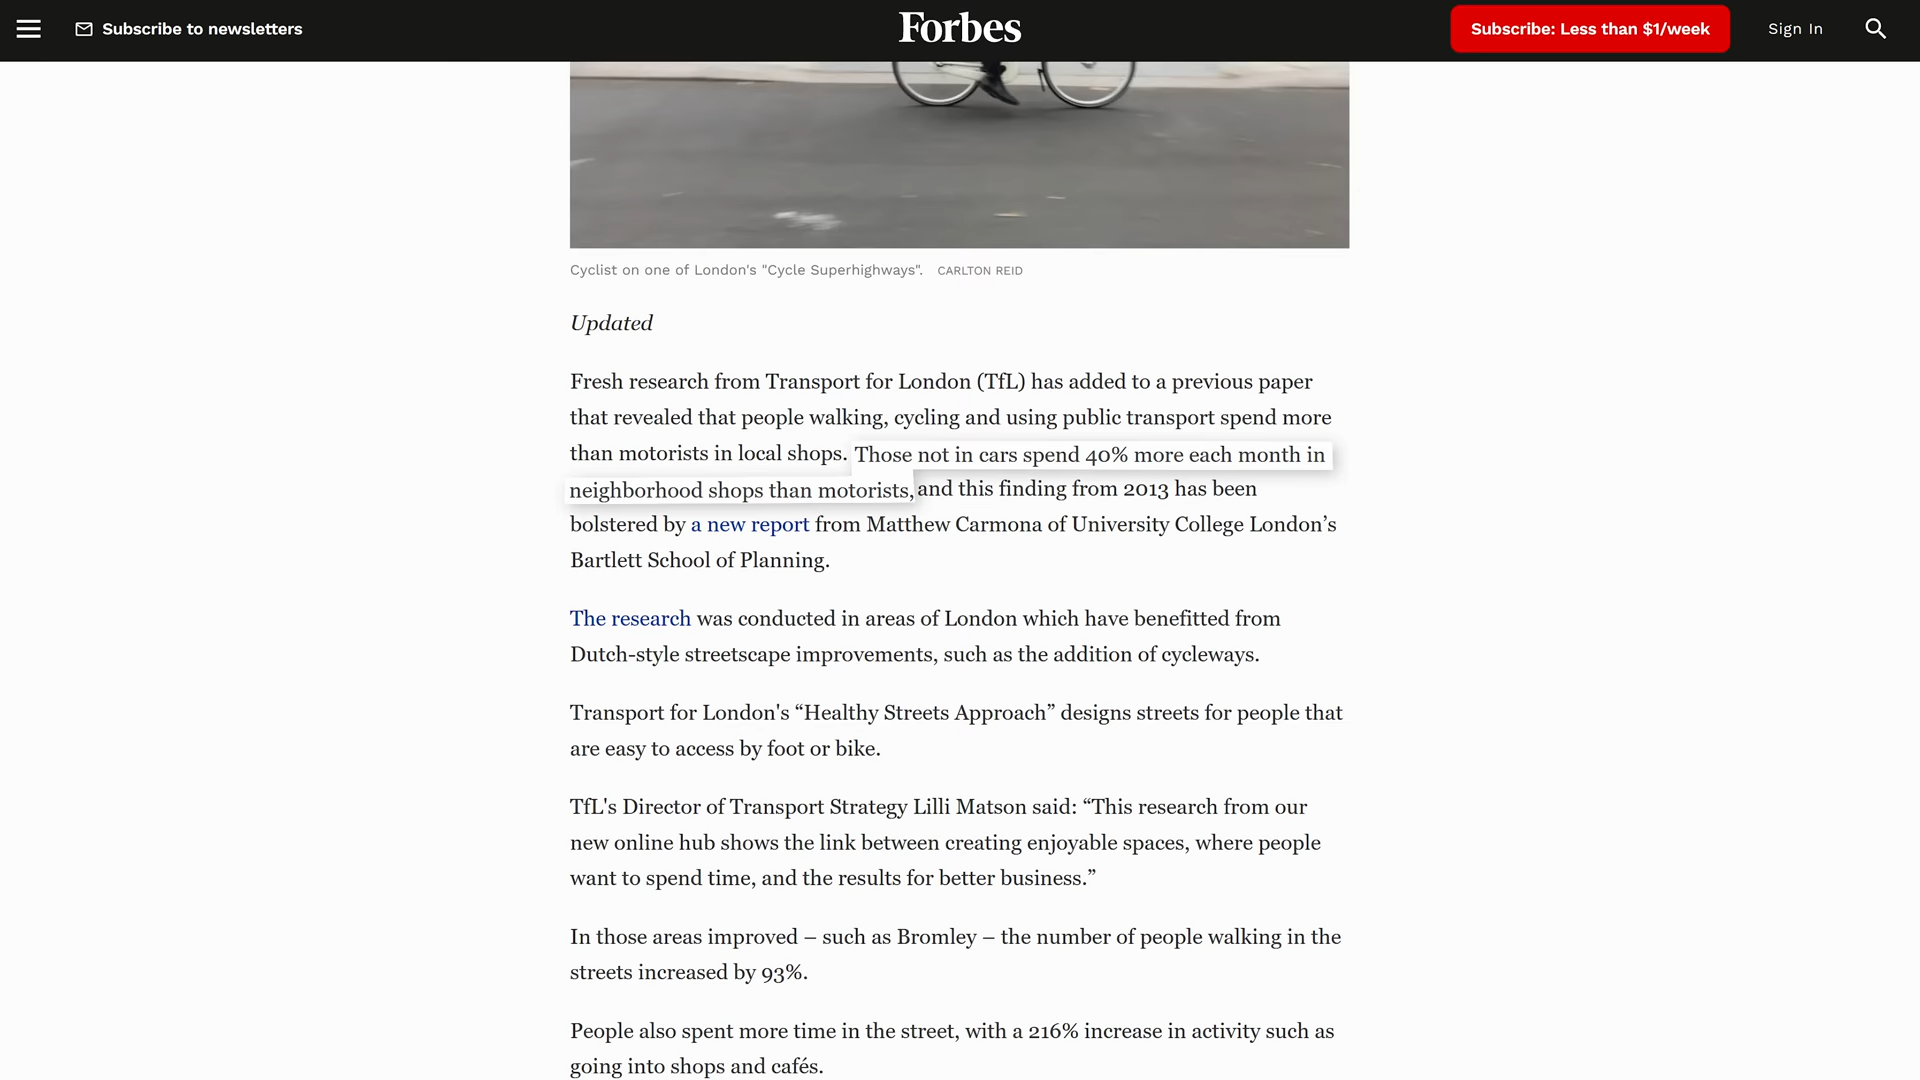 Subscribe to newsletters
Forbes
Subscribe: Less than $1/week
Sign In
Cyclist on one of London's "Cycle Superhighways". CARLTON REID
Updated
Fresh research from Transport for London (TfL) has added to a previous paper
that revealed that people walking, cycling and using public transport spend more
than motorists in local shops. Those not in cars spend 40% more each month in
neighborhood shops than motorists, and this finding from 2013 has been
bolstered by a new report from Matthew Carmona of University College London’s
Bartlett School of Planning.
The research was conducted in areas of London which have benefitted from
Dutch-style streetscape improvements, such as the addition of cycleways.
Transport for London's “Healthy Streets Approach” designs streets for people that
are easy to access by foot or bike.
TfL's Director of Transport Strategy Lilli Matson said: “This research from our
new online hub shows the link between creating enjoyable spaces, where people
want to spend time, and the results for better business.”
In those areas improved – such as Bromley – the number of people walking in the
streets increased by 93%.
People also spent more time in the street, with a 216% increase in activity such as
going into shops and cafés.